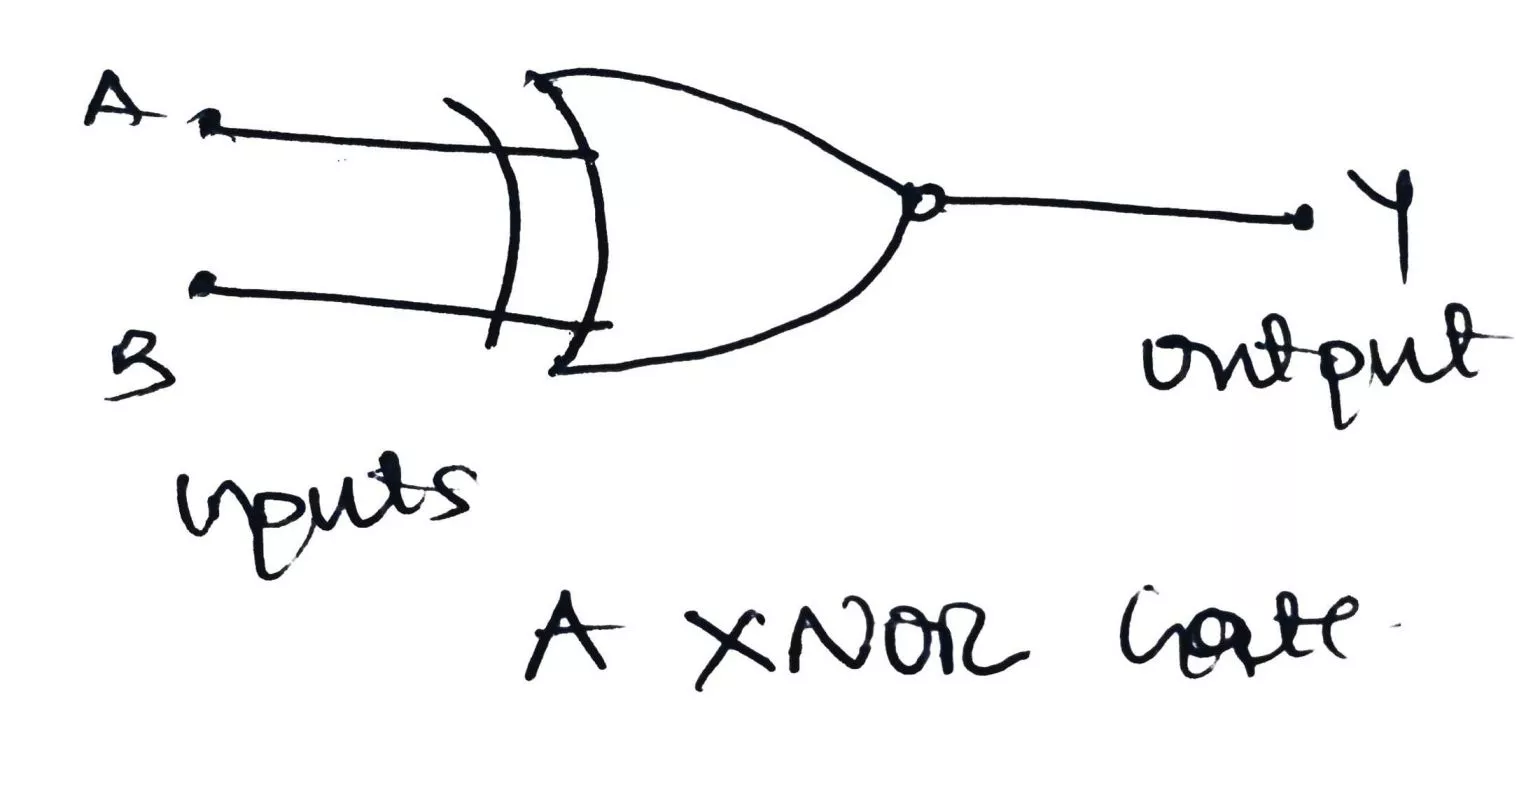 A
Y
B
output
inputs
A XNOR Gate